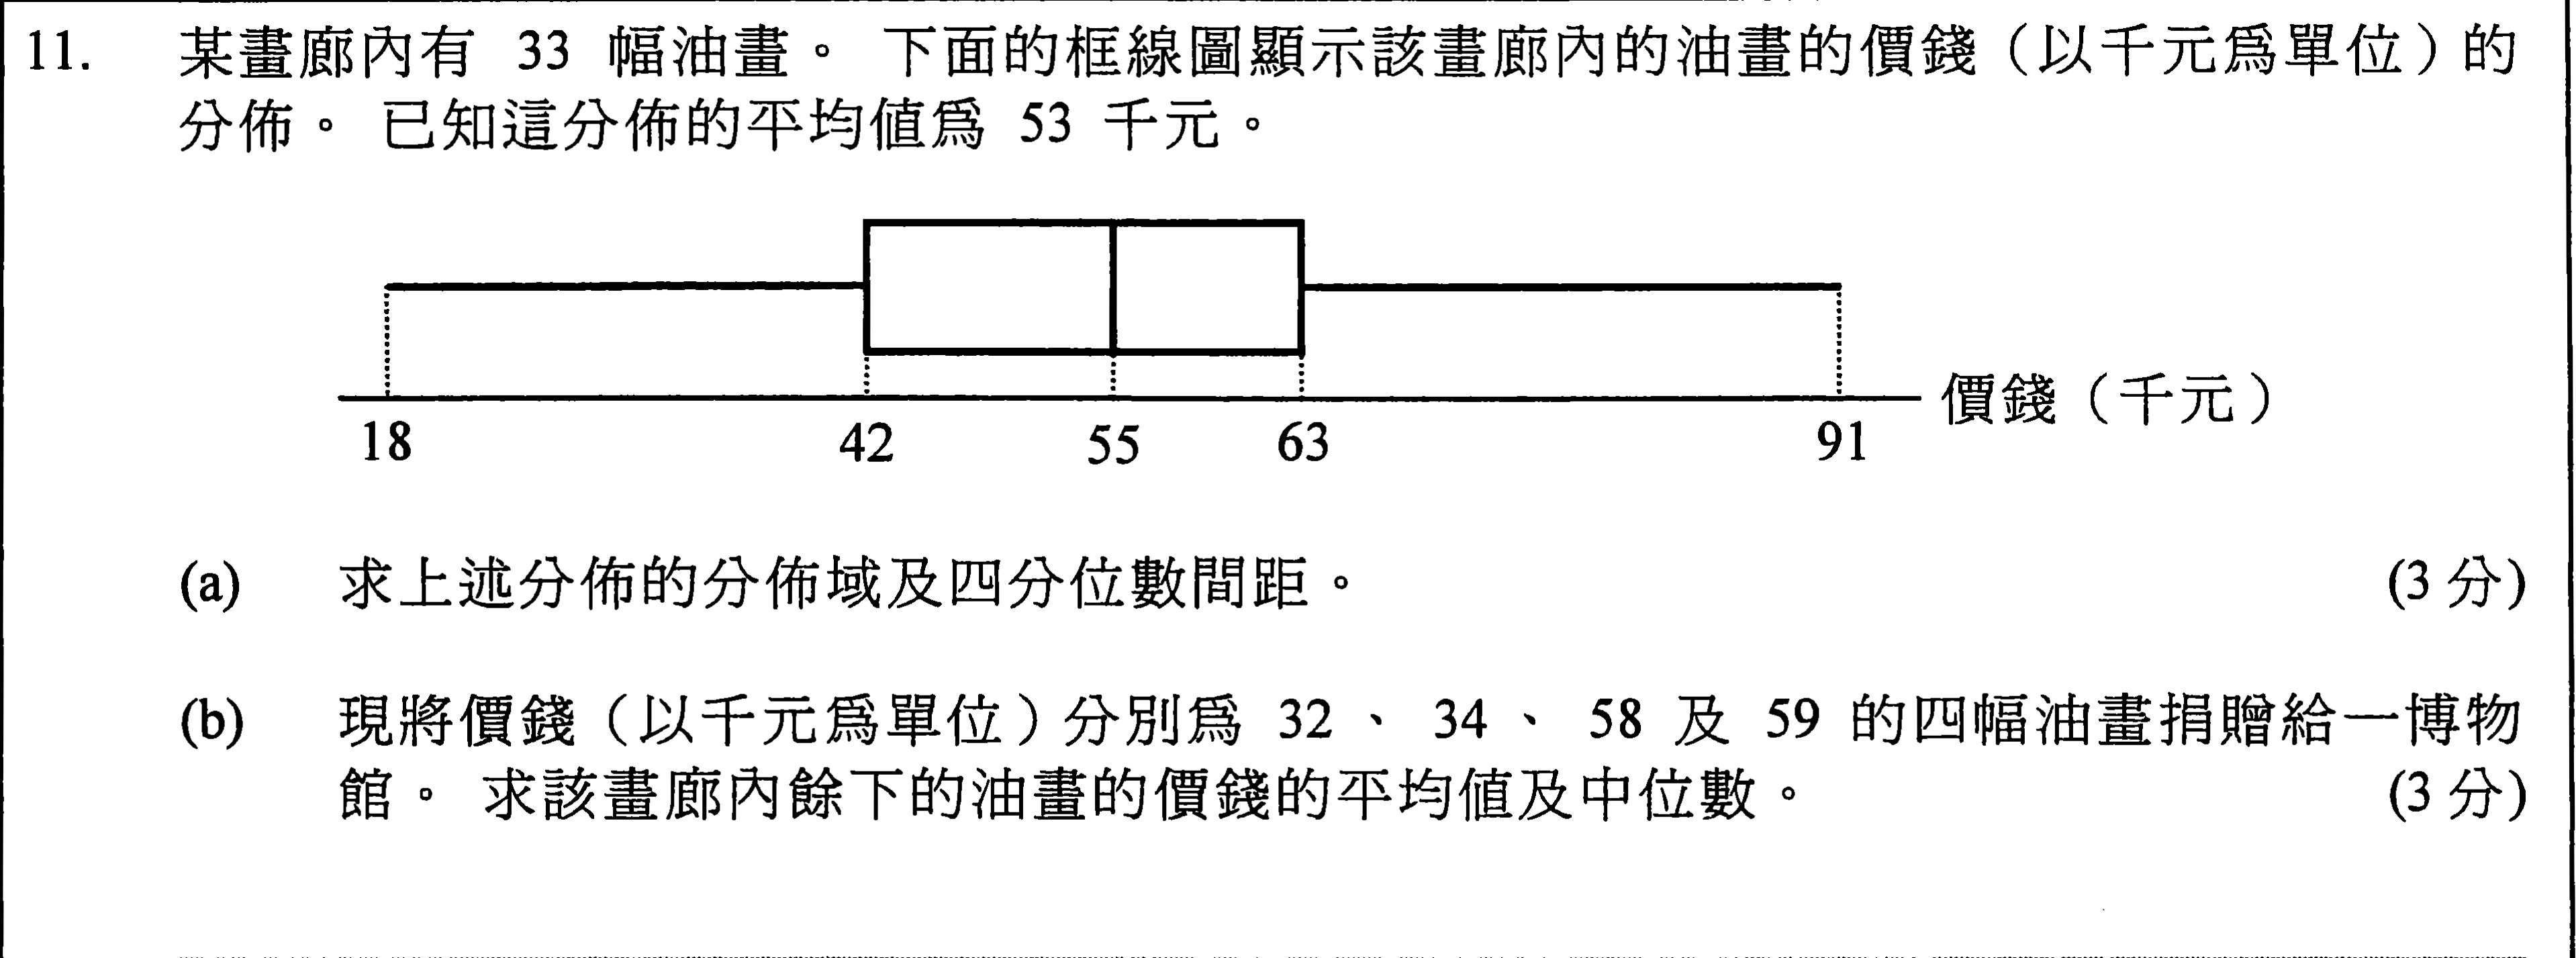 11. 某畫廊內有 33 幅油畫。 下面的框線圖顯示該畫廊內的油畫的價錢（以千元爲單位）的
分佈。 已知這分佈的平均值爲 53 千元。
價錢（千元）
18 42 55 63 91
(a) 求上述分佈的分佈域及四分位數間距。 (3 分)
(b) 現將價錢（以千元爲單位）分別爲 32 、 34 、 58 及 59 的四幅油畫捐贈給一博物
館。 求該畫廊內餘下的油畫的價錢的平均值及中位數。 (3 分)